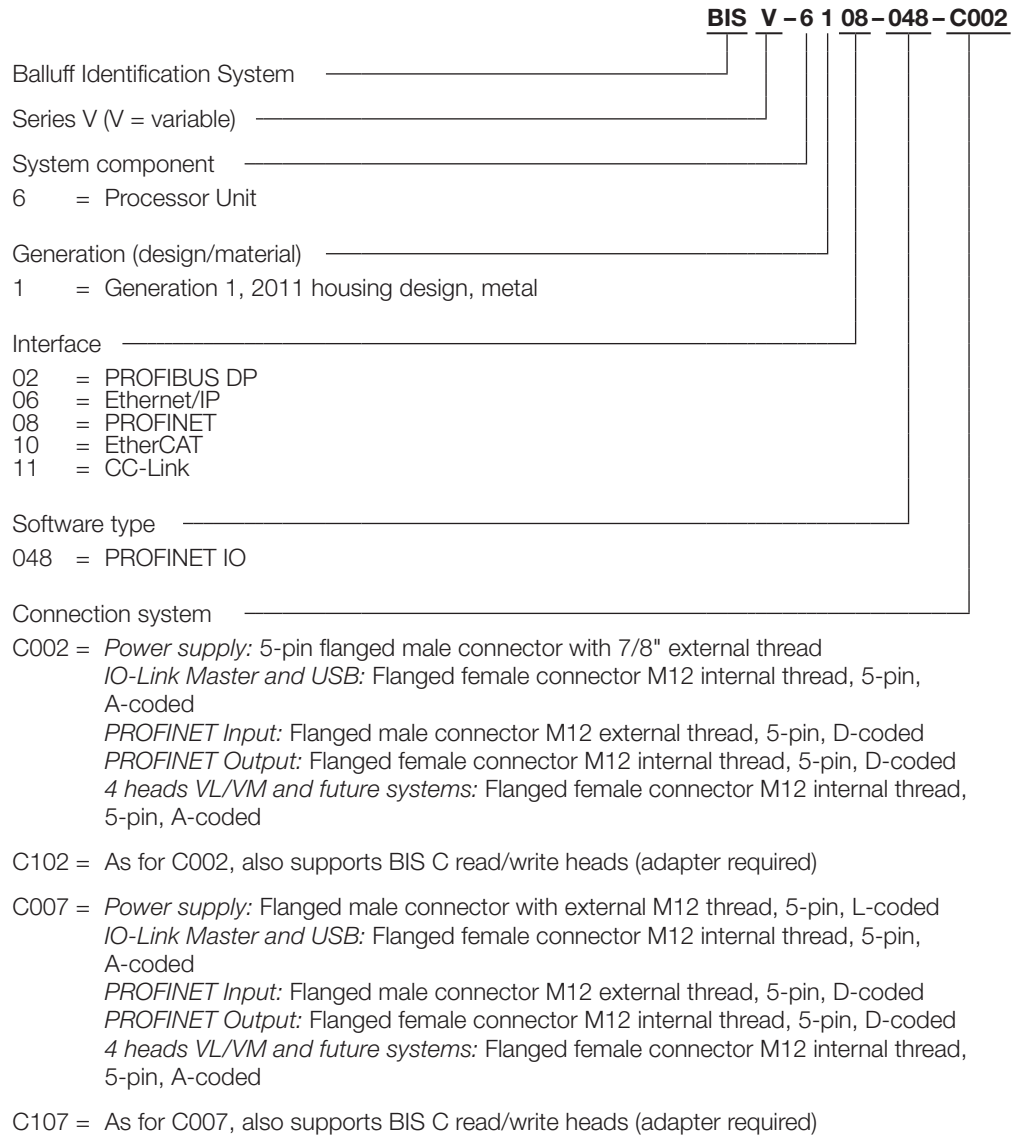 BIS V – 6 1 08 – 048 – C002
Balluff Identification System
Series V (V = variable)
System component
6 = Processor Unit
Generation (design/material)
1 = Generation 1, 2011 housing design, metal
Interface
02 = PROFIBUS DP
06 = Ethernet/IP
08 = PROFINET
10 = EtherCAT
11 = CC-Link
Software type
048 = PROFINET IO
Connection system
C002 = Power supply: 5-pin flanged male connector with 7/8" external thread
IO-Link Master and USB: Flanged female connector M12 internal thread, 5-pin,
A-coded
PROFINET Input: Flanged male connector M12 external thread, 5-pin, D-coded
PROFINET Output: Flanged female connector M12 internal thread, 5-pin, D-coded
4 heads VL/VM and future systems: Flanged female connector M12 internal thread,
5-pin, A-coded
C102 = As for C002, also supports BIS C read/write heads (adapter required)
C007 = Power supply: Flanged male connector with external M12 thread, 5-pin, L-coded
IO-Link Master and USB: Flanged female connector M12 internal thread, 5-pin,
A-coded
PROFINET Input: Flanged male connector M12 external thread, 5-pin, D-coded
PROFINET Output: Flanged female connector M12 internal thread, 5-pin, D-coded
4 heads VL/VM and future systems: Flanged female connector M12 internal thread,
5-pin, A-coded
C107 = As for C007, also supports BIS C read/write heads (adapter required)